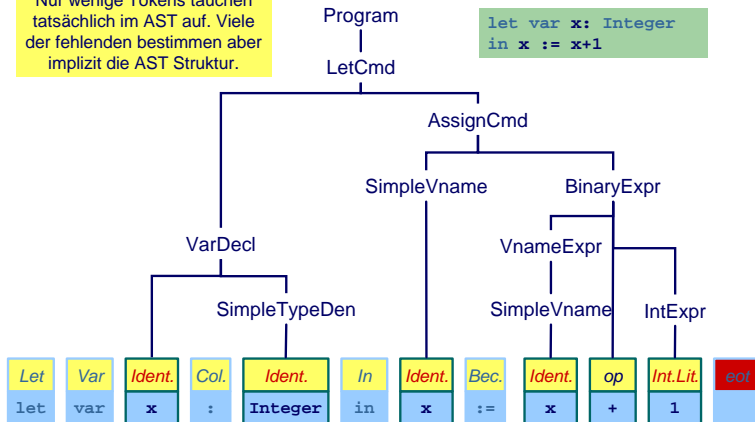 Nur wenige Tokens tauchen
tatsächlich im AST auf. Viele
der fehlenden bestimmen aber
implizit die AST Struktur.
Program
let var x: Integer
in x := x+1
LetCmd
AssignCmd
SimpleVname BinaryExpr
VarDecl VnameExpr
SimpleTypeDen SimpleVname IntExpr
Let Var Ident. Col. Ident. In Ident. Bec. Ident. op Int.Lit. eot
let var x : Integer in x := x + 1